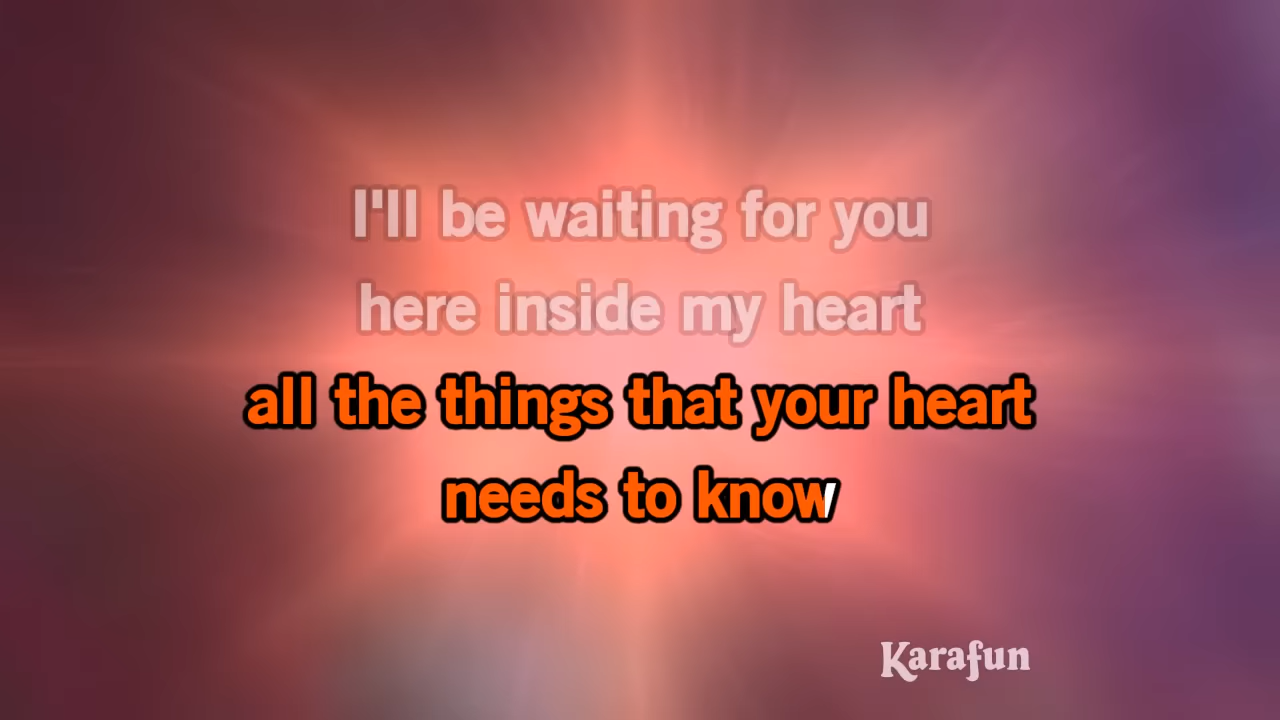 I'll be waiting for you
here inside my heart
all the things that your heart
needs to know
Karafun